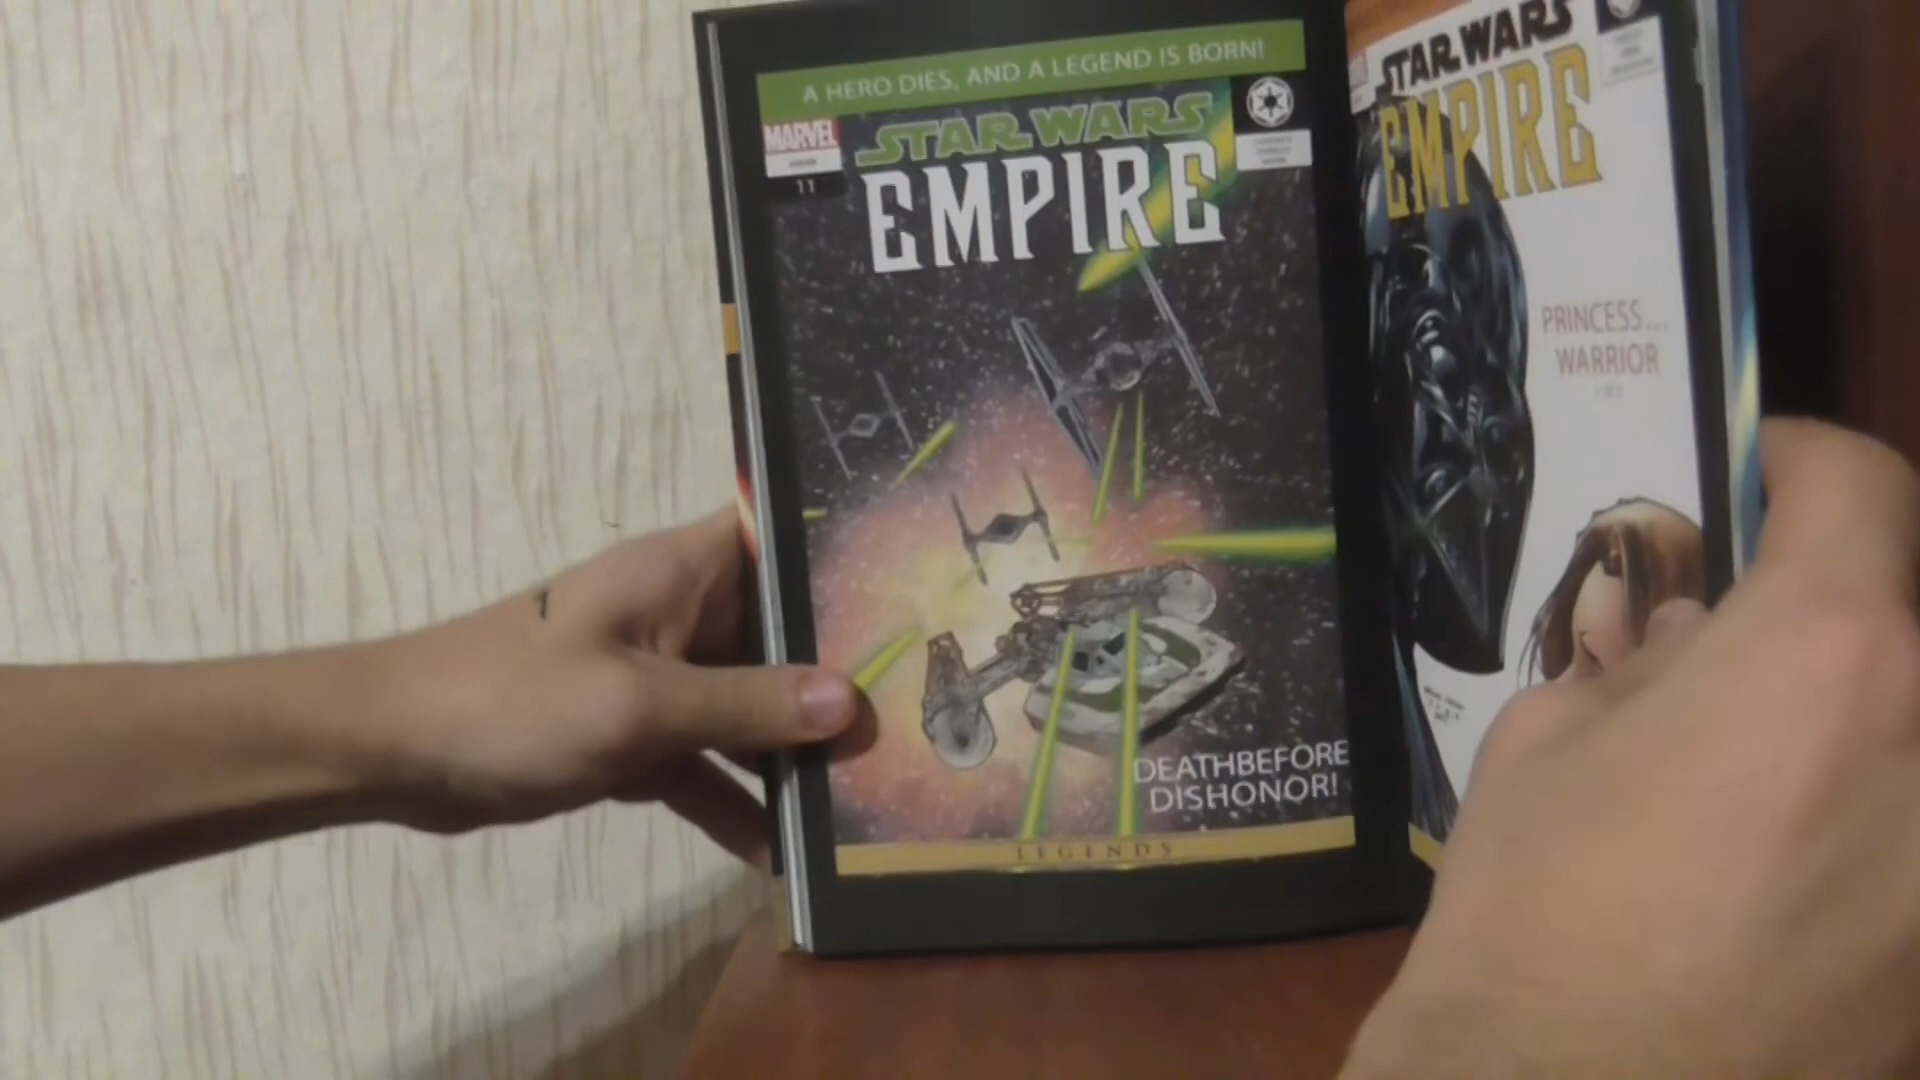 A HERO DIES, AND A LEGEND IS BORN!
MARVEL
11
STAR WARS
EMPIRE
DEATHBEFORE
DISHONOR!
LEGENDS
STAR WARS
EMPIRE
PRINCESS...
WARRIOR